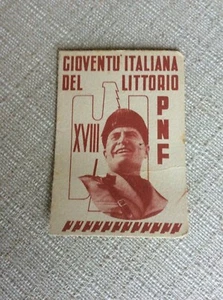 GIOVENTU' ITALIANA
DEL LITTORIO
XVIII
PNF